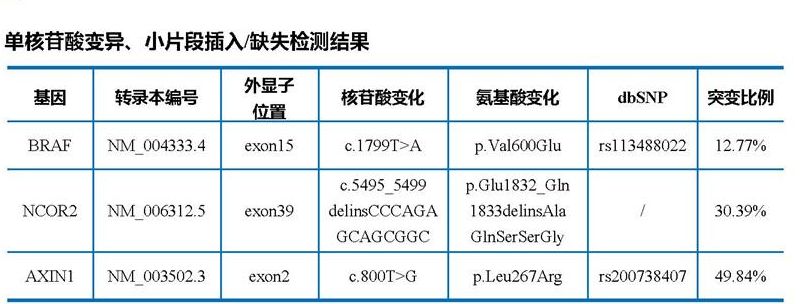 单核苷酸变异、小片段插入/缺失检测结果
基因 转录本编号 外显子位置 核苷酸变化 氨基酸变化 dbSNP 突变比例
BRAF NM_004333.4 exon15 c.1799T>A p.Val600Glu rs113488022 12.77%
NCOR2 NM_006312.5 exon39 c.5495_5499delinsCCCAGAGCAGCGGC p.Glu1832_Gln1833delinsAlaGlnSerSerGly / 30.39%
AXIN1 NM_003502.3 exon2 c.800T>G p.Leu267Arg rs200738407 49.84%